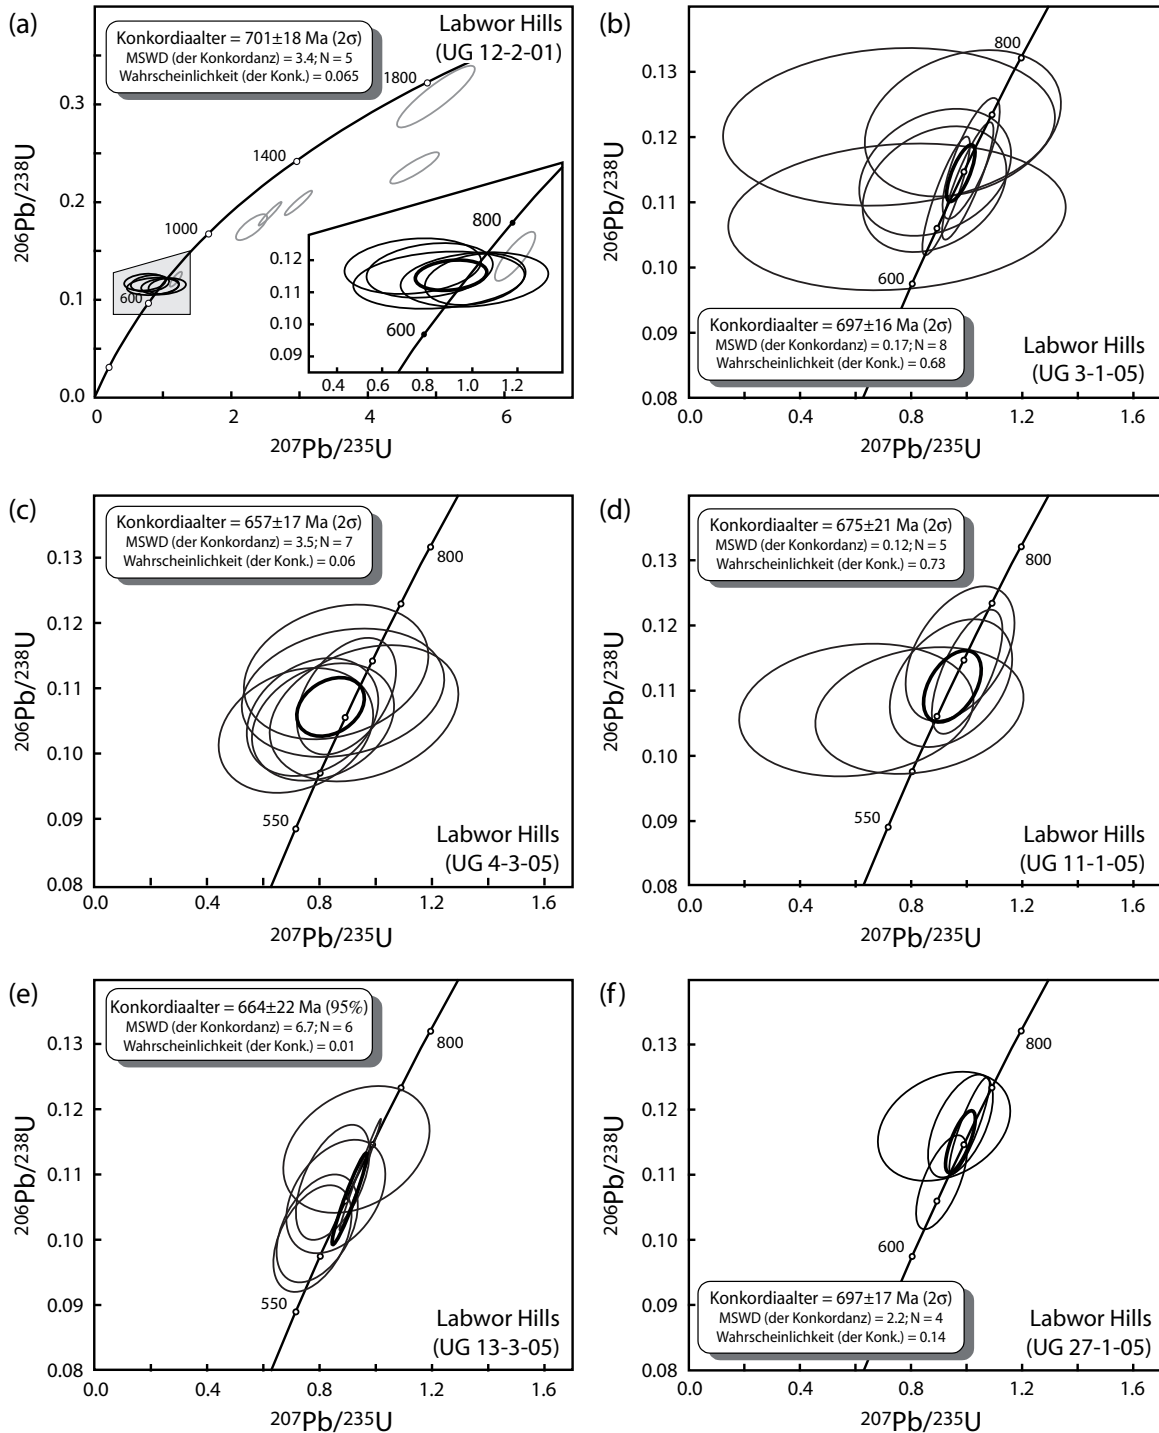 (a)
Labwor Hills
(UG 12-2-01)
Konkordiaalter = 701±18 Ma (2σ)
MSWD (der Konkordanz) = 3.4; N = 5
Wahrscheinlichkeit (der Konk.) = 0.065
1800
1400
1000
600
0.3
0.2
0.1
0.0
0 2 4 6
800
600
0.12
0.11
0.10
0.09
0.4 0.6 0.8 1.0 1.2
206Pb/238U
207Pb/235U
(b)
800
600
0.13
0.12
0.11
0.10
0.09
0.08
Konkordiaalter = 697±16 Ma (2σ)
MSWD (der Konkordanz) = 0.17; N = 8
Wahrscheinlichkeit (der Konk.) = 0.68
Labwor Hills
(UG 3-1-05)
0.0 0.4 0.8 1.2 1.6
206Pb/238U
207Pb/235U
(c)
Konkordiaalter = 657±17 Ma (2σ)
MSWD (der Konkordanz) = 3.5; N = 7
Wahrscheinlichkeit (der Konk.) = 0.06
800
550
0.13
0.12
0.11
0.10
0.09
0.08
Labwor Hills
(UG 4-3-05)
0.0 0.4 0.8 1.2 1.6
206Pb/238U
207Pb/235U
(d)
Konkordiaalter = 675±21 Ma (2σ)
MSWD (der Konkordanz) = 0.12; N = 5
Wahrscheinlichkeit (der Konk.) = 0.73
800
550
0.13
0.12
0.11
0.10
0.09
0.08
Labwor Hills
(UG 11-1-05)
0.0 0.4 0.8 1.2 1.6
206Pb/238U
207Pb/235U
(e)
Konkordiaalter = 664±22 Ma (95%)
MSWD (der Konkordanz) = 6.7; N = 6
Wahrscheinlichkeit (der Konk.) = 0.01
800
550
0.13
0.12
0.11
0.10
0.09
0.08
Labwor Hills
(UG 13-3-05)
0.0 0.4 0.8 1.2 1.6
206Pb/238U
207Pb/235U
(f)
800
600
0.13
0.12
0.11
0.10
0.09
0.08
Konkordiaalter = 697±17 Ma (2σ)
MSWD (der Konkordanz) = 2.2; N = 4
Wahrscheinlichkeit (der Konk.) = 0.14
Labwor Hills
(UG 27-1-05)
0.0 0.4 0.8 1.2 1.6
206Pb/238U
207Pb/235U